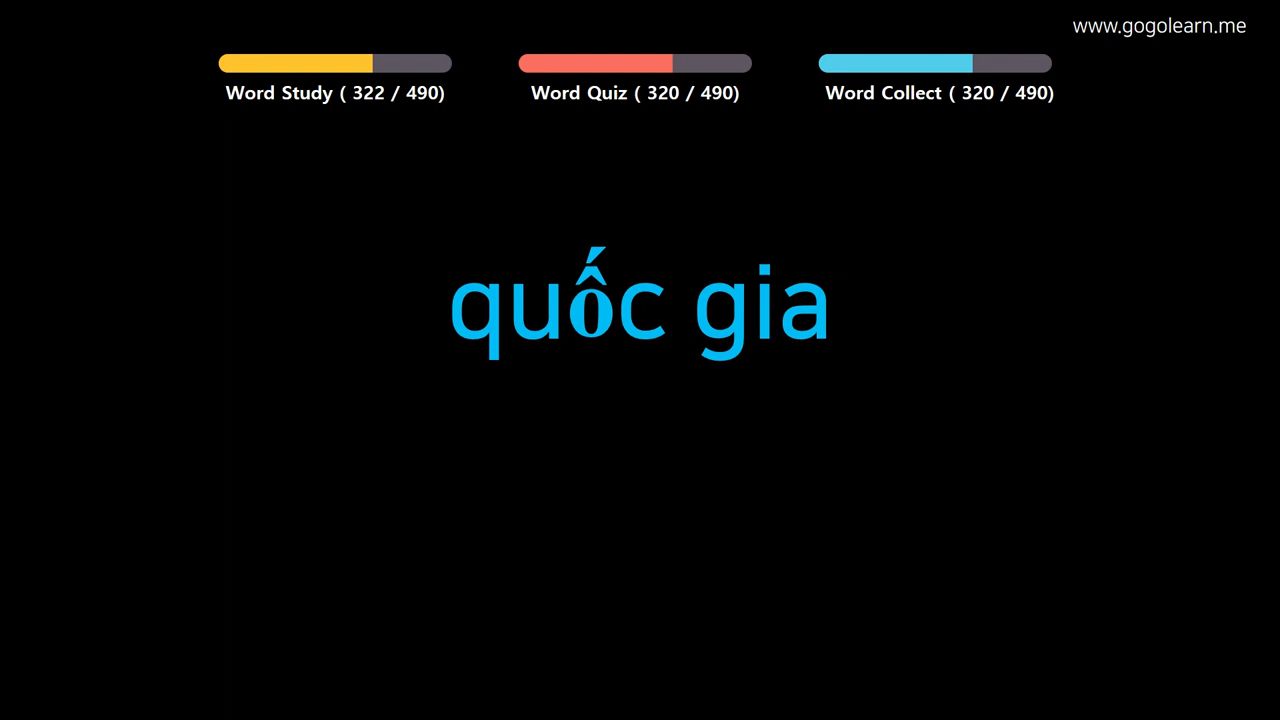 www.gogolearn.me
Word Study ( 322 / 490)
Word Quiz ( 320 / 490)
Word Collect ( 320 / 490)
quốc gia